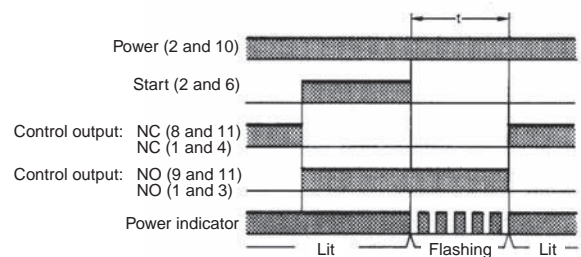 t
Power (2 and 10)
Start (2 and 6)
Control output: NC (8 and 11)
NC (1 and 4)
Control output: NO (9 and 11)
NO (1 and 3)
Power indicator
Lit Flashing Lit